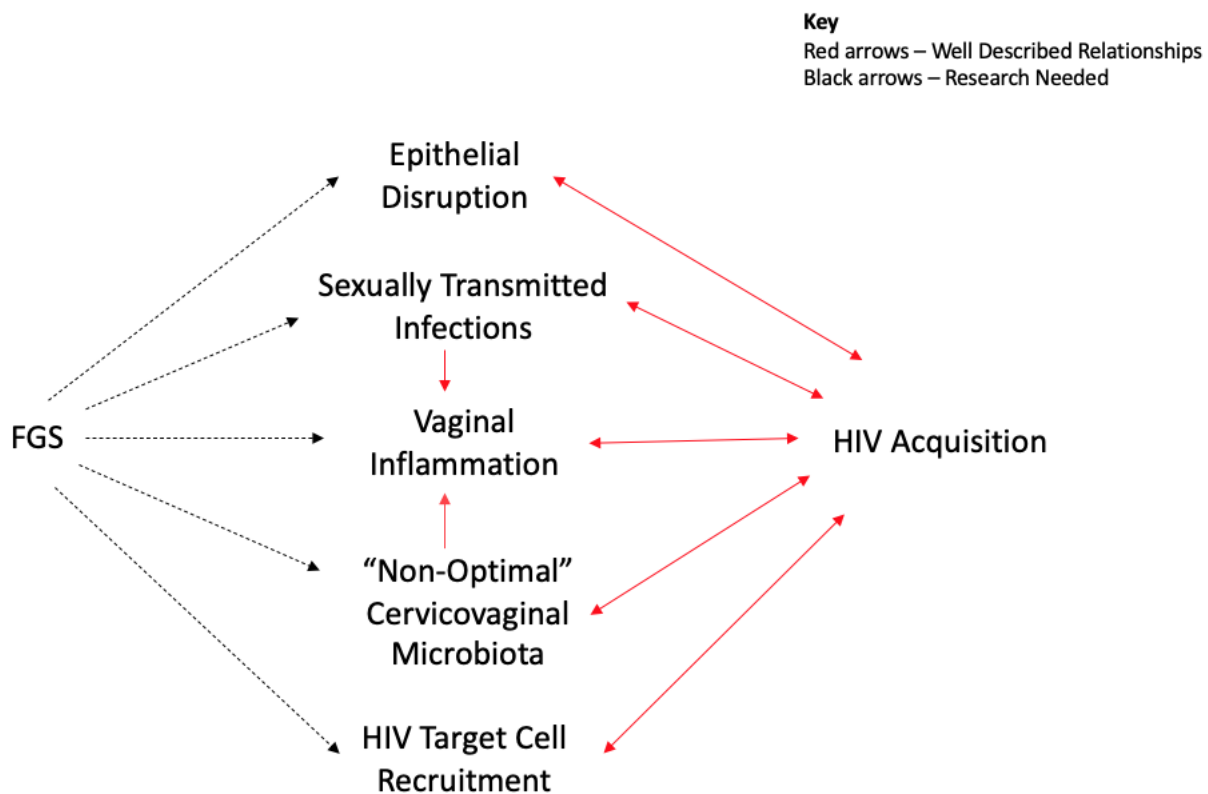 Key
Red arrows – Well Described Relationships
Black arrows – Research Needed
Epithelial
Disruption
Sexually Transmitted
Infections
Vaginal
Inflammation
FGS
HIV Acquisition
“Non-Optimal”
Cervicovaginal
Microbiota
HIV Target Cell
Recruitment